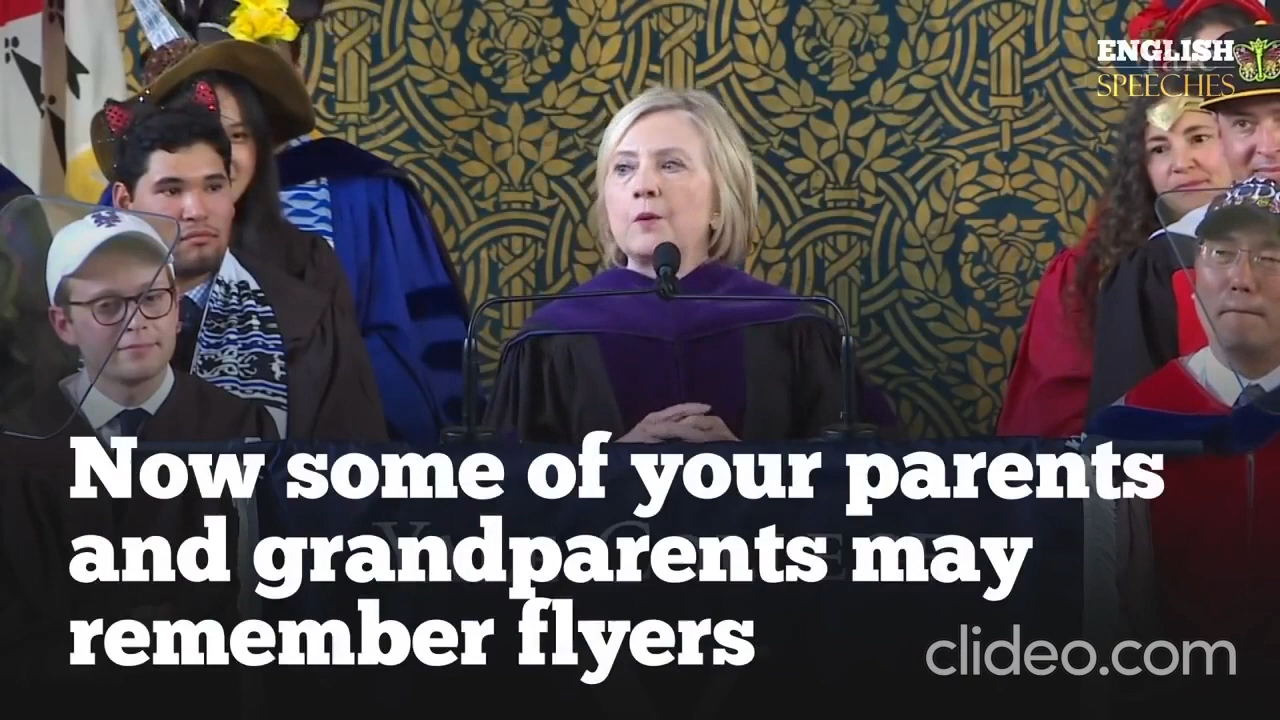 ENGLISH
SPEECHES
Now some of your parents
and grandparents may
remember flyers
clideo.com